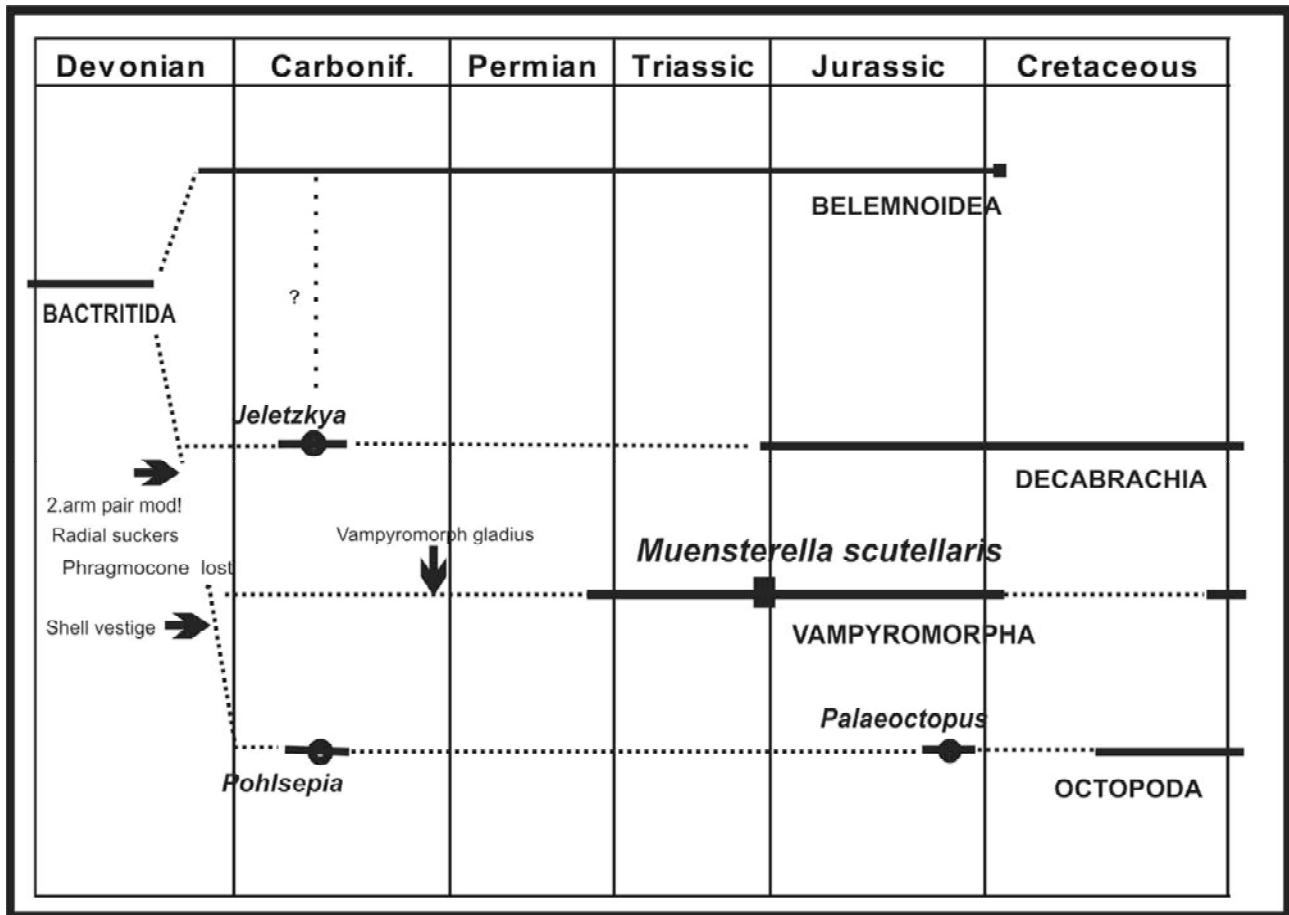 Devonian
Carbonif.
Permian
Triassic
Jurassic
Cretaceous
BELEMNOIDEA
?
BACTRITIDA
Jeletzkya
DECABRACHIA
2.arm pair mod!
Radial suckers
Phragmocone lost
Vampyromorph gladius
Muensterella scutellaris
Shell vestige
VAMPYROMORPHA
Palaeoctopus
Pohlsepia
OCTOPODA